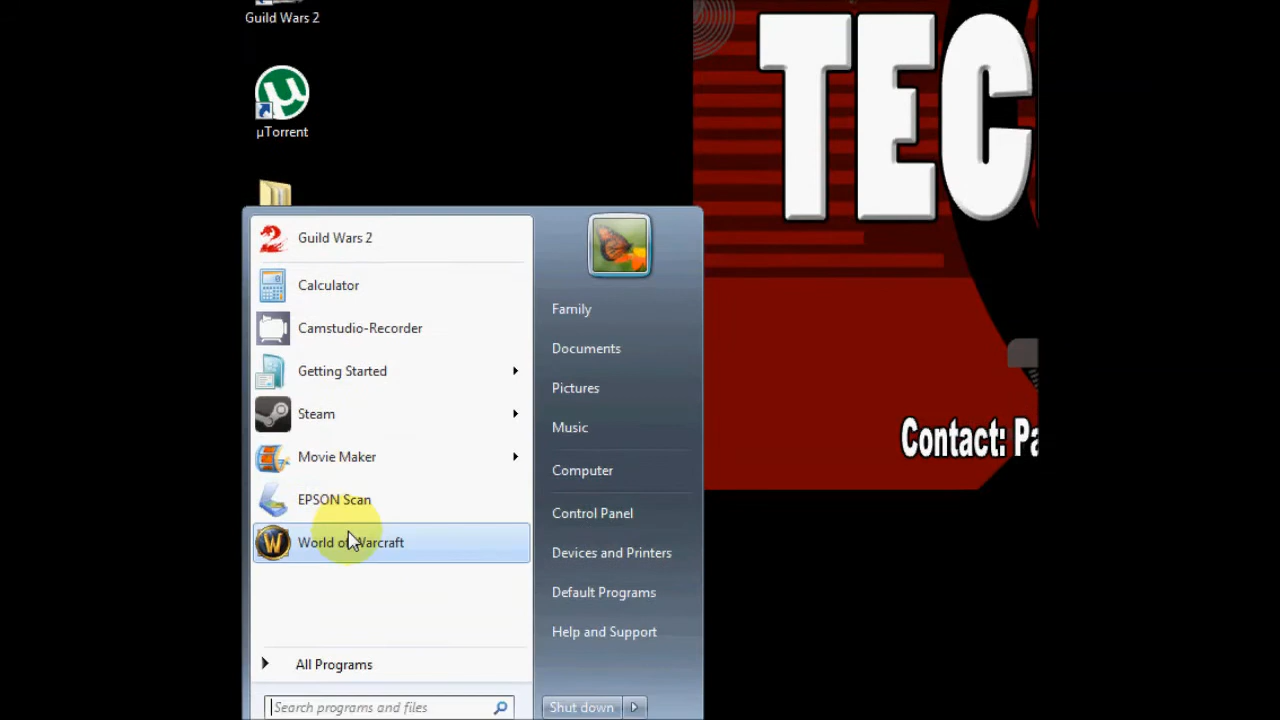 Guild Wars 2
µTorrent
TEC
Guild Wars 2
Calculator
Camstudio-Recorder
Getting Started
Steam
Movie Maker
EPSON Scan
World of Warcraft
All Programs
Search programs and files
Family
Documents
Pictures
Music
Computer
Control Panel
Devices and Printers
Default Programs
Help and Support
Shut down
Contact: Pa